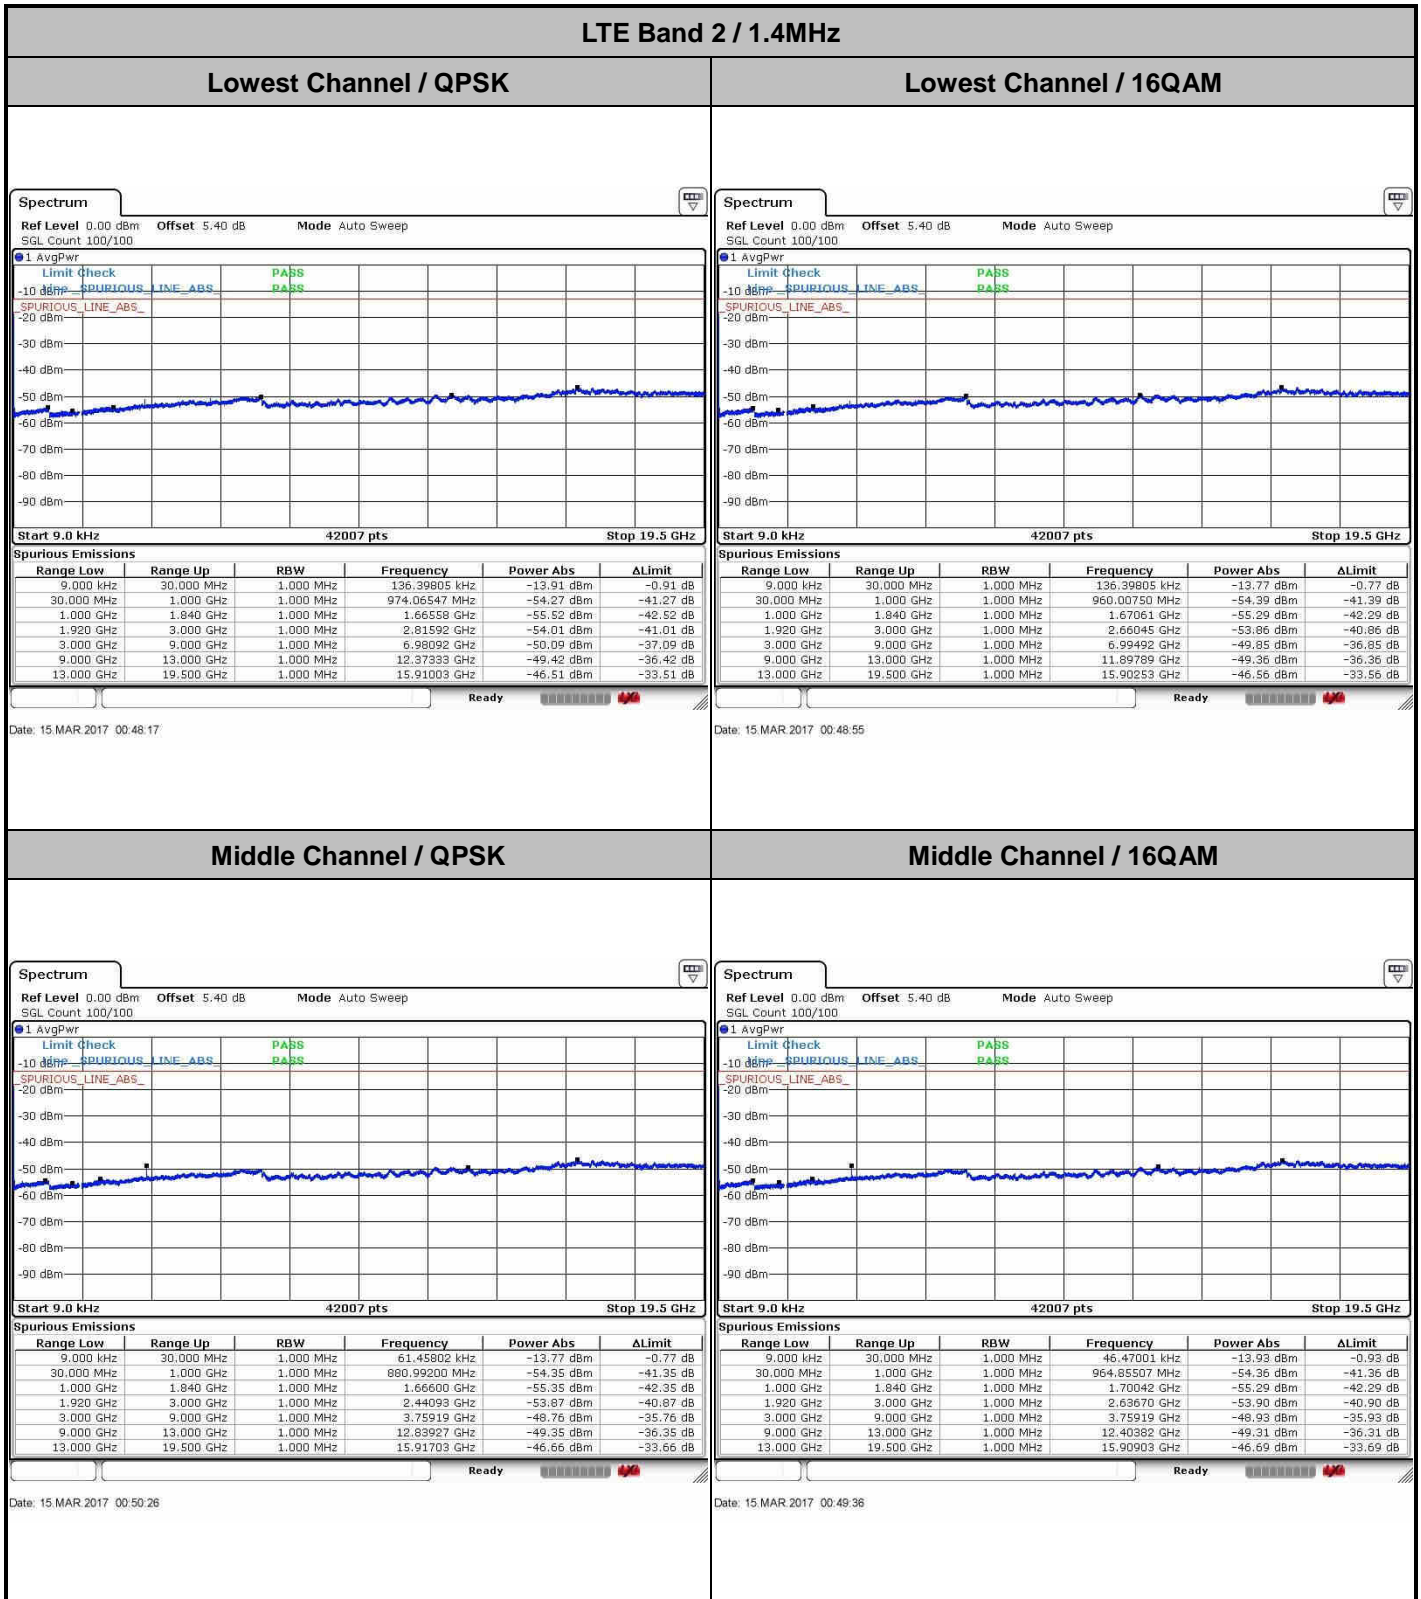 LTE Band 2 / 1.4MHz
Lowest Channel / QPSK
Lowest Channel / 16QAM
Spectrum
Ref Level 0.00 dBm Offset 5.40 dB Mode Auto Sweep
SGL Count 100/100
1 AvgPwr
Limit Check PASS
-10 dBm Line _SPURIOUS_LINE_ABS_ PASS
_SPURIOUS_LINE_ABS_
-20 dBm
-30 dBm
-40 dBm
-50 dBm
-60 dBm
-70 dBm
-80 dBm
-90 dBm
Start 9.0 kHz 42007 pts Stop 19.5 GHz
Spurious Emissions
Range Low Range Up RBW Frequency Power Abs ΔLimit
9.000 kHz 30.000 MHz 1.000 MHz 136.39805 kHz -13.91 dBm -0.91 dB
30.000 MHz 1.000 GHz 1.000 MHz 974.06547 MHz -54.27 dBm -41.27 dB
1.000 GHz 1.840 GHz 1.000 MHz 1.66558 GHz -55.52 dBm -42.52 dB
1.920 GHz 3.000 GHz 1.000 MHz 2.81592 GHz -54.01 dBm -41.01 dB
3.000 GHz 9.000 GHz 1.000 MHz 6.98092 GHz -50.09 dBm -37.09 dB
9.000 GHz 13.000 GHz 1.000 MHz 12.37333 GHz -49.42 dBm -36.42 dB
13.000 GHz 19.500 GHz 1.000 MHz 15.91003 GHz -46.51 dBm -33.51 dB
Ready
Date: 15.MAR.2017 00:48:17
Spectrum
Ref Level 0.00 dBm Offset 5.40 dB Mode Auto Sweep
SGL Count 100/100
1 AvgPwr
Limit Check PASS
-10 dBm Line _SPURIOUS_LINE_ABS_ PASS
_SPURIOUS_LINE_ABS_
-20 dBm
-30 dBm
-40 dBm
-50 dBm
-60 dBm
-70 dBm
-80 dBm
-90 dBm
Start 9.0 kHz 42007 pts Stop 19.5 GHz
Spurious Emissions
Range Low Range Up RBW Frequency Power Abs ΔLimit
9.000 kHz 30.000 MHz 1.000 MHz 136.39805 kHz -13.77 dBm -0.77 dB
30.000 MHz 1.000 GHz 1.000 MHz 960.00750 MHz -54.39 dBm -41.39 dB
1.000 GHz 1.840 GHz 1.000 MHz 1.67061 GHz -55.29 dBm -42.29 dB
1.920 GHz 3.000 GHz 1.000 MHz 2.66045 GHz -53.86 dBm -40.86 dB
3.000 GHz 9.000 GHz 1.000 MHz 6.99492 GHz -49.85 dBm -36.85 dB
9.000 GHz 13.000 GHz 1.000 MHz 11.89789 GHz -49.36 dBm -36.36 dB
13.000 GHz 19.500 GHz 1.000 MHz 15.90253 GHz -46.56 dBm -33.56 dB
Ready
Date: 15.MAR.2017 00:48:55
Middle Channel / QPSK
Middle Channel / 16QAM
Spectrum
Ref Level 0.00 dBm Offset 5.40 dB Mode Auto Sweep
SGL Count 100/100
1 AvgPwr
Limit Check PASS
-10 dBm Line _SPURIOUS_LINE_ABS_ PASS
_SPURIOUS_LINE_ABS_
-20 dBm
-30 dBm
-40 dBm
-50 dBm
-60 dBm
-70 dBm
-80 dBm
-90 dBm
Start 9.0 kHz 42007 pts Stop 19.5 GHz
Spurious Emissions
Range Low Range Up RBW Frequency Power Abs ΔLimit
9.000 kHz 30.000 MHz 1.000 MHz 61.45802 kHz -13.77 dBm -0.77 dB
30.000 MHz 1.000 GHz 1.000 MHz 880.99200 MHz -54.35 dBm -41.35 dB
1.000 GHz 1.840 GHz 1.000 MHz 1.66600 GHz -55.35 dBm -42.35 dB
1.920 GHz 3.000 GHz 1.000 MHz 2.44093 GHz -53.87 dBm -40.87 dB
3.000 GHz 9.000 GHz 1.000 MHz 3.75919 GHz -48.76 dBm -35.76 dB
9.000 GHz 13.000 GHz 1.000 MHz 12.83927 GHz -49.35 dBm -36.35 dB
13.000 GHz 19.500 GHz 1.000 MHz 15.91703 GHz -46.66 dBm -33.66 dB
Ready
Date: 15.MAR.2017 00:50:26
Spectrum
Ref Level 0.00 dBm Offset 5.40 dB Mode Auto Sweep
SGL Count 100/100
1 AvgPwr
Limit Check PASS
-10 dBm Line _SPURIOUS_LINE_ABS_ PASS
_SPURIOUS_LINE_ABS_
-20 dBm
-30 dBm
-40 dBm
-50 dBm
-60 dBm
-70 dBm
-80 dBm
-90 dBm
Start 9.0 kHz 42007 pts Stop 19.5 GHz
Spurious Emissions
Range Low Range Up RBW Frequency Power Abs ΔLimit
9.000 kHz 30.000 MHz 1.000 MHz 46.47001 kHz -13.93 dBm -0.93 dB
30.000 MHz 1.000 GHz 1.000 MHz 964.85507 MHz -54.36 dBm -41.36 dB
1.000 GHz 1.840 GHz 1.000 MHz 1.70042 GHz -55.29 dBm -42.29 dB
1.920 GHz 3.000 GHz 1.000 MHz 2.63670 GHz -53.90 dBm -40.90 dB
3.000 GHz 9.000 GHz 1.000 MHz 3.75919 GHz -48.93 dBm -35.93 dB
9.000 GHz 13.000 GHz 1.000 MHz 12.40382 GHz -49.31 dBm -36.31 dB
13.000 GHz 19.500 GHz 1.000 MHz 15.90903 GHz -46.69 dBm -33.69 dB
Ready
Date: 15.MAR.2017 00:49:36